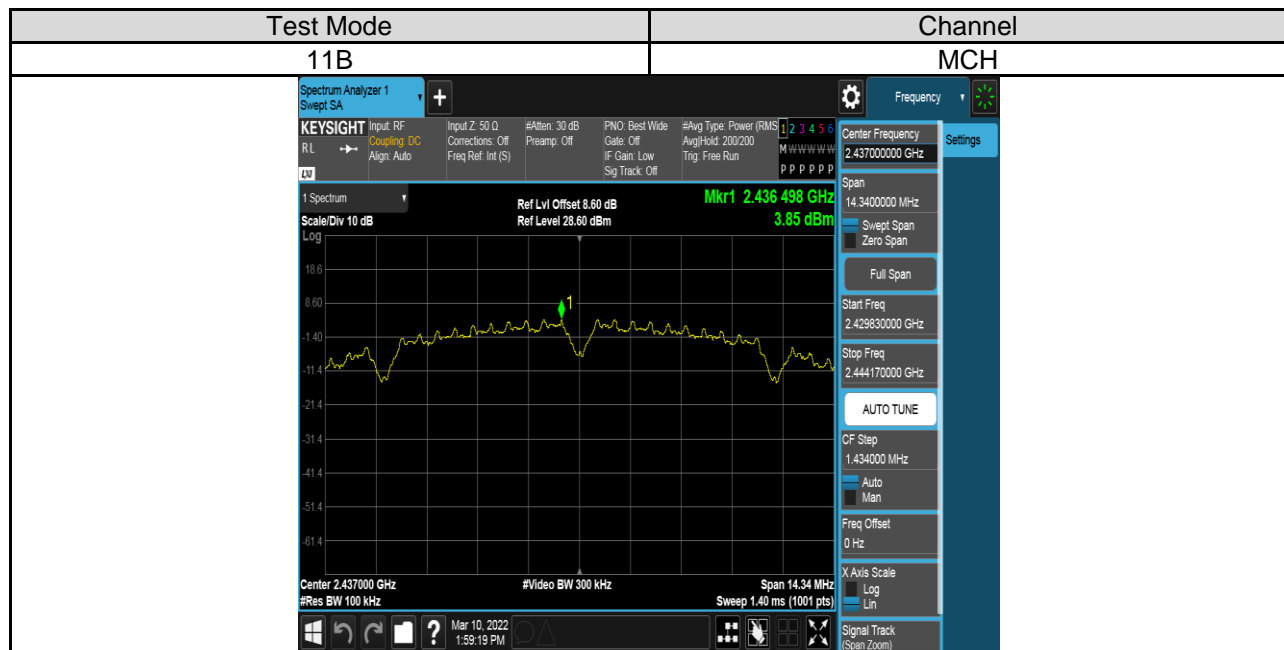 Test Mode Channel
11B MCH
Spectrum Analyzer 1
Swept SA
Frequency
KEYSIGHT
RL
LXI
Input: RF
Coupling: DC
Align: Auto
Input Z: 50 Ω
Corrections: Off
Freq Ref: Int (S)
#Atten: 30 dB
Preamp: Off
PNO: Best Wide
Gate: Off
IF Gain: Low
Sig Track: Off
#Avg Type: Power (RMS
Avg|Hold: 200/200
Trig: Free Run
1 2 3 4 5 6
M W W W W W
P P P P P P
1 Spectrum
Scale/Div 10 dB
Log
Ref Lvl Offset 8.60 dB
Ref Level 28.60 dBm
Mkr1 2.436 498 GHz
3.85 dBm
18.6
8.60
-1.40
-11.4
-21.4
-31.4
-41.4
-51.4
-61.4
1
Center 2.437000 GHz
#Res BW 100 kHz
#Video BW 300 kHz
Span 14.34 MHz
Sweep 1.40 ms (1001 pts)
Center Frequency
2.437000000 GHz
Settings
Span
14.3400000 MHz
Swept Span
Zero Span
Full Span
Start Freq
2.429830000 GHz
Stop Freq
2.444170000 GHz
AUTO TUNE
CF Step
1.434000 MHz
Auto
Man
Freq Offset
0 Hz
X Axis Scale
Log
Lin
Signal Track
(Span Zoom)
?
Mar 10, 2022
1:59:19 PM